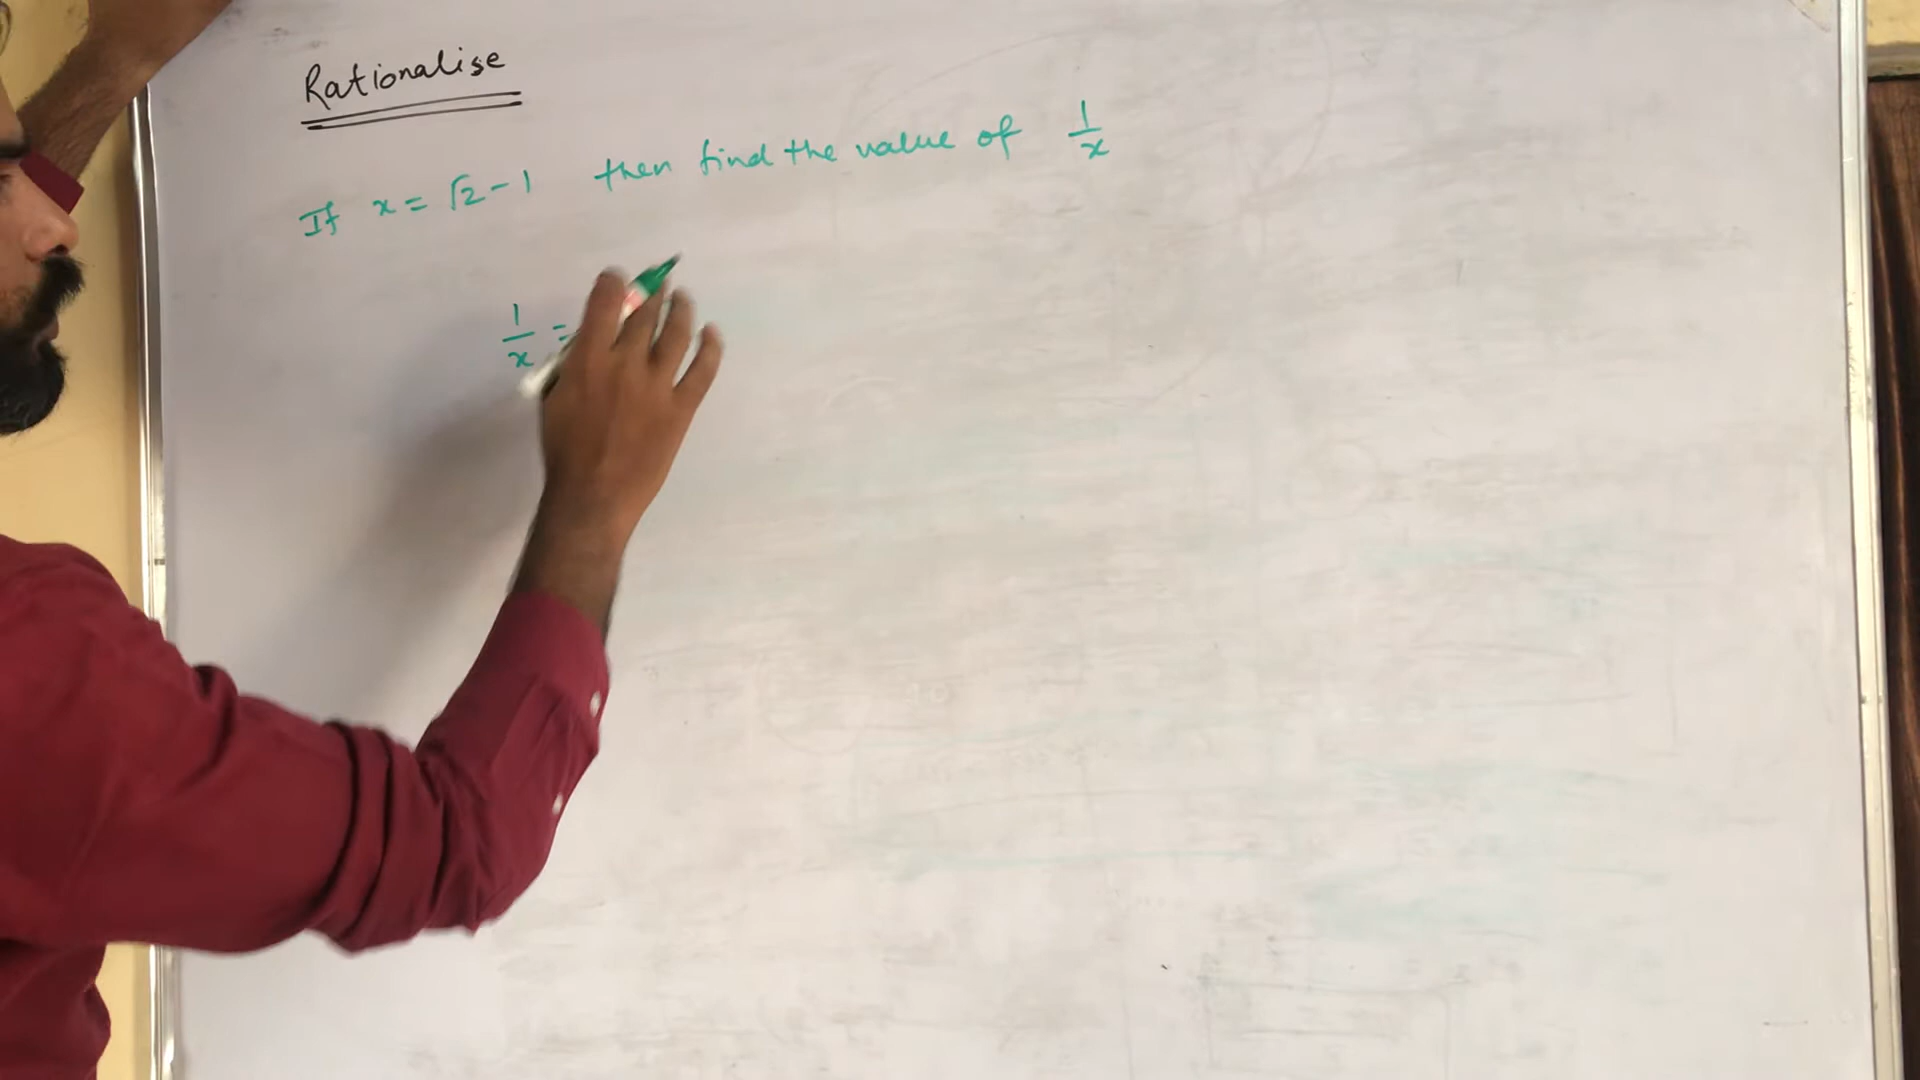 Rationalise
If x = √2 - 1 then find the value of 1/x
1/x =